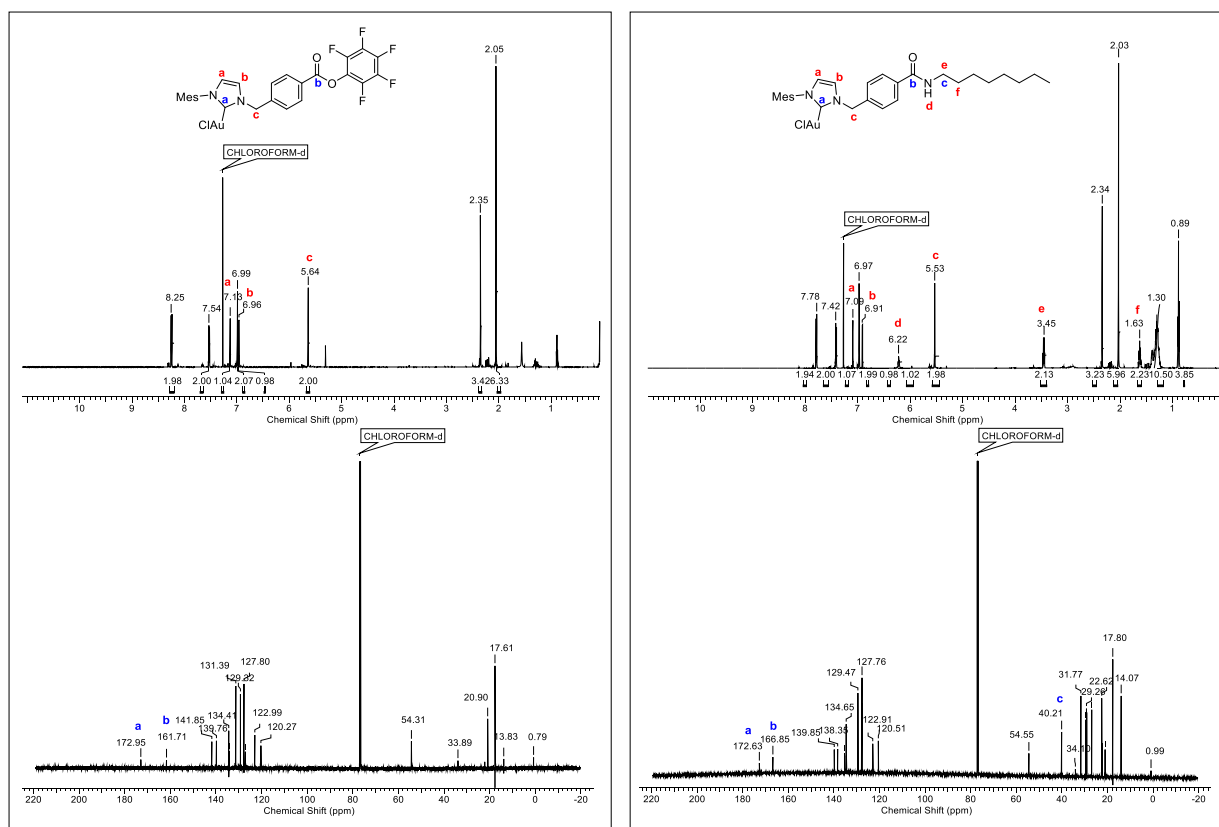 O
F
F
F
F
F
O
b
a
b
Mes
N
a
N
c
ClAu
2.05
CHLOROFORM-d
2.35
c
5.64
6.99
a
7.13
b
6.96
8.25
7.54
1.98
2.00
1.04
2.07
0.98
2.00
3.42
6.33
10
9
8
7
6
5
4
3
2
1
Chemical Shift (ppm)
CHLOROFORM-d
17.61
127.80
131.39
129.32
20.90
134.41
122.99
a
b
141.85
139.76
120.27
54.31
172.95
161.71
33.89
13.83
0.79
220
200
180
160
140
120
100
80
60
40
20
0
-20
Chemical Shift (ppm)
O
e
b
N
H
d
c
f
a
b
Mes
N
a
N
c
ClAu
2.03
CHLOROFORM-d
2.34
0.89
c
5.53
6.97
a
7.09
b
6.91
7.78
7.42
d
6.22
e
3.45
f
1.63
1.30
1.94
2.00
1.07
1.99
0.98
1.02
1.98
2.13
3.23
5.96
2.23
10.50
3.85
10
9
8
7
6
5
4
3
2
1
0
Chemical Shift (ppm)
CHLOROFORM-d
17.80
127.76
129.47
31.77
22.62
14.07
134.65
c
29.26
122.91
a
b
138.35
120.51
40.21
139.85
172.63
166.85
54.55
34.10
0.99
220
200
180
160
140
120
100
80
60
40
20
0
-20
Chemical Shift (ppm)